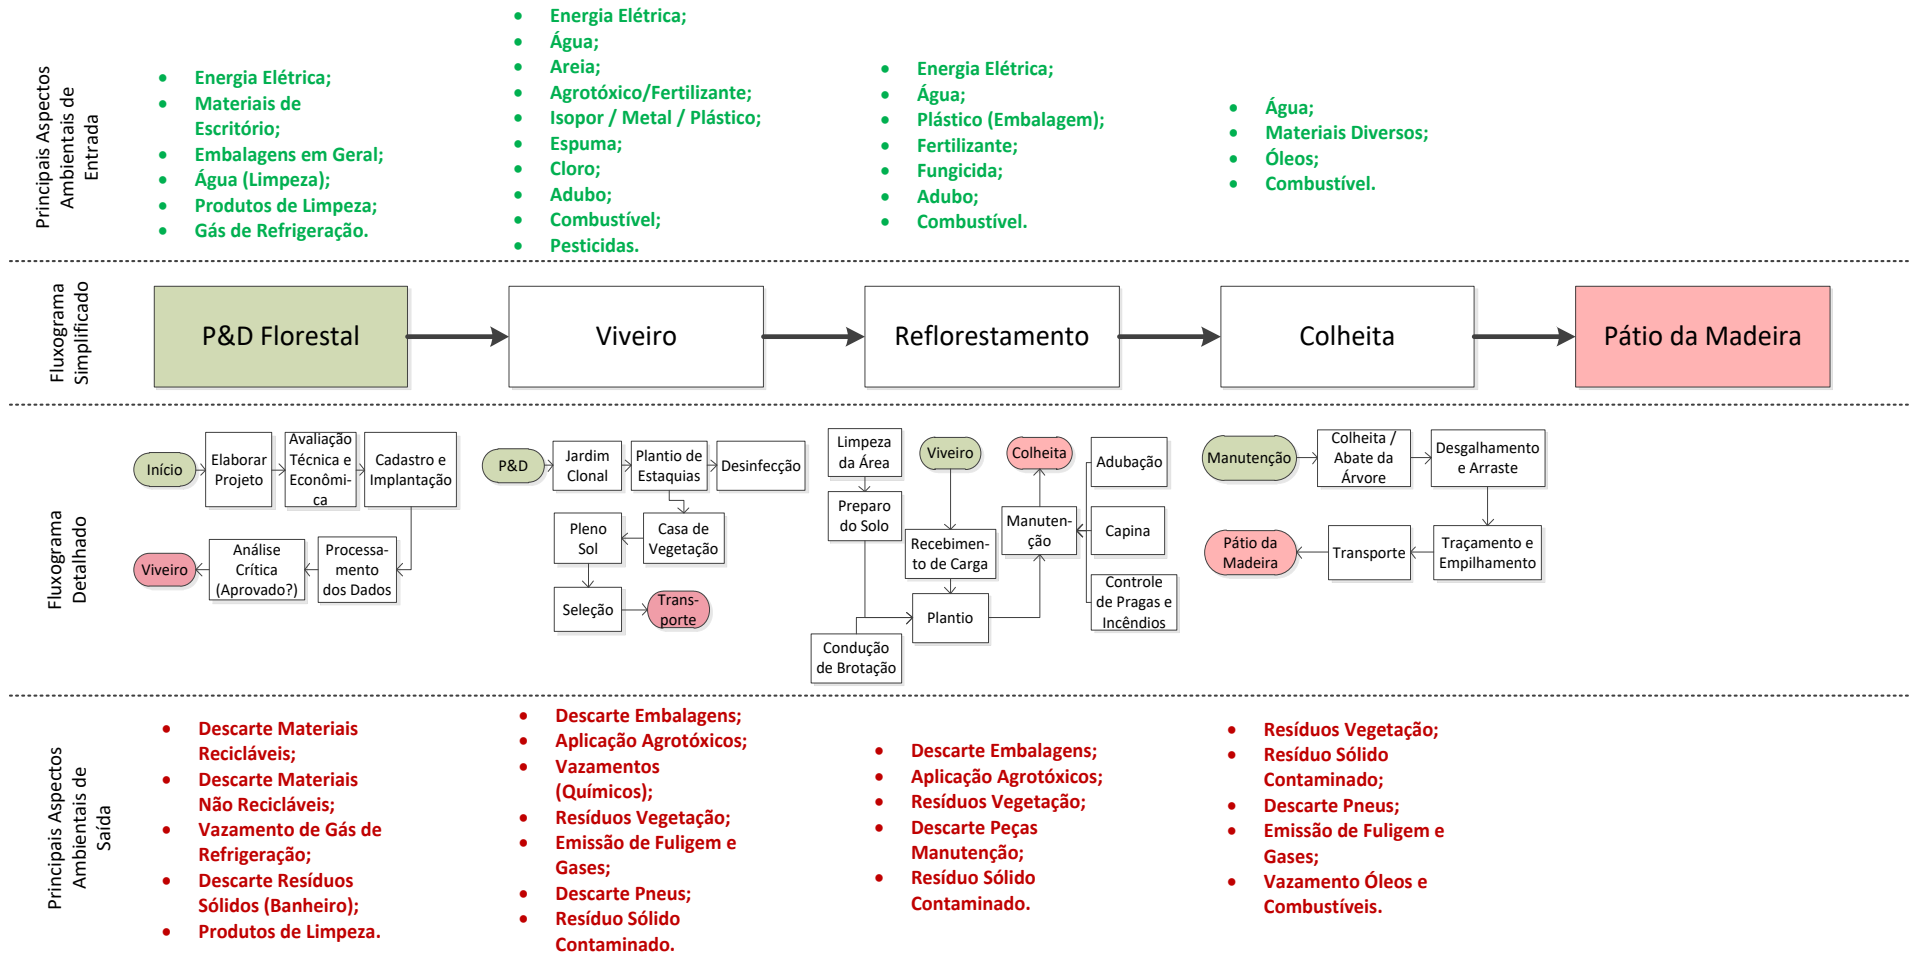 Principais Aspectos
Ambientais de
Entrada
Energia Elétrica;
Materiais de
Escritório;
Embalagens em Geral;
Água (Limpeza);
Produtos de Limpeza;
Gás de Refrigeração.
Energia Elétrica;
Água;
Areia;
Agrotóxico/Fertilizante;
Isopor / Metal / Plástico;
Espuma;
Cloro;
Adubo;
Combustível;
Pesticidas.
Energia Elétrica;
Água;
Plástico (Embalagem);
Fertilizante;
Fungicida;
Adubo;
Combustível.
Água;
Materiais Diversos;
Óleos;
Combustível.
Fluxograma
Simplificado
P&D Florestal
Viveiro
Reflorestamento
Colheita
Pátio da Madeira
Fluxograma
Detalhado
Início
Elaborar
Projeto
Avaliação
Técnica e
Econômi-
ca
Cadastro e
Implantação
Viveiro
Análise
Crítica
(Aprovado?)
Processa-
mento
dos Dados
P&D
Jardim
Clonal
Plantio de
Estaquias
Desinfecção
Pleno
Sol
Casa de
Vegetação
Seleção
Trans-
porte
Limpeza
da Área
Viveiro
Colheita
Adubação
Preparo
do Solo
Recebimen-
to de Carga
Manuten-
ção
Capina
Controle
de Pragas e
Incêndios
Plantio
Condução
de Brotação
Manutenção
Colheita /
Abate da
Árvore
Desgalhamento
e Arraste
Pátio da
Madeira
Transporte
Traçamento e
Empilhamento
Principais Aspectos
Ambientais de
Saída
Descarte Materiais
Recicláveis;
Descarte Materiais
Não Recicláveis;
Vazamento de Gás de
Refrigeração;
Descarte Resíduos
Sólidos (Banheiro);
Produtos de Limpeza.
Descarte Embalagens;
Aplicação Agrotóxicos;
Vazamentos
(Químicos);
Resíduos Vegetação;
Emissão de Fuligem e
Gases;
Descarte Pneus;
Resíduo Sólido
Contaminado.
Descarte Embalagens;
Aplicação Agrotóxicos;
Resíduos Vegetação;
Descarte Peças
Manutenção;
Resíduo Sólido
Contaminado.
Resíduos Vegetação;
Resíduo Sólido
Contaminado;
Descarte Pneus;
Emissão de Fuligem e
Gases;
Vazamento Óleos e
Combustíveis.